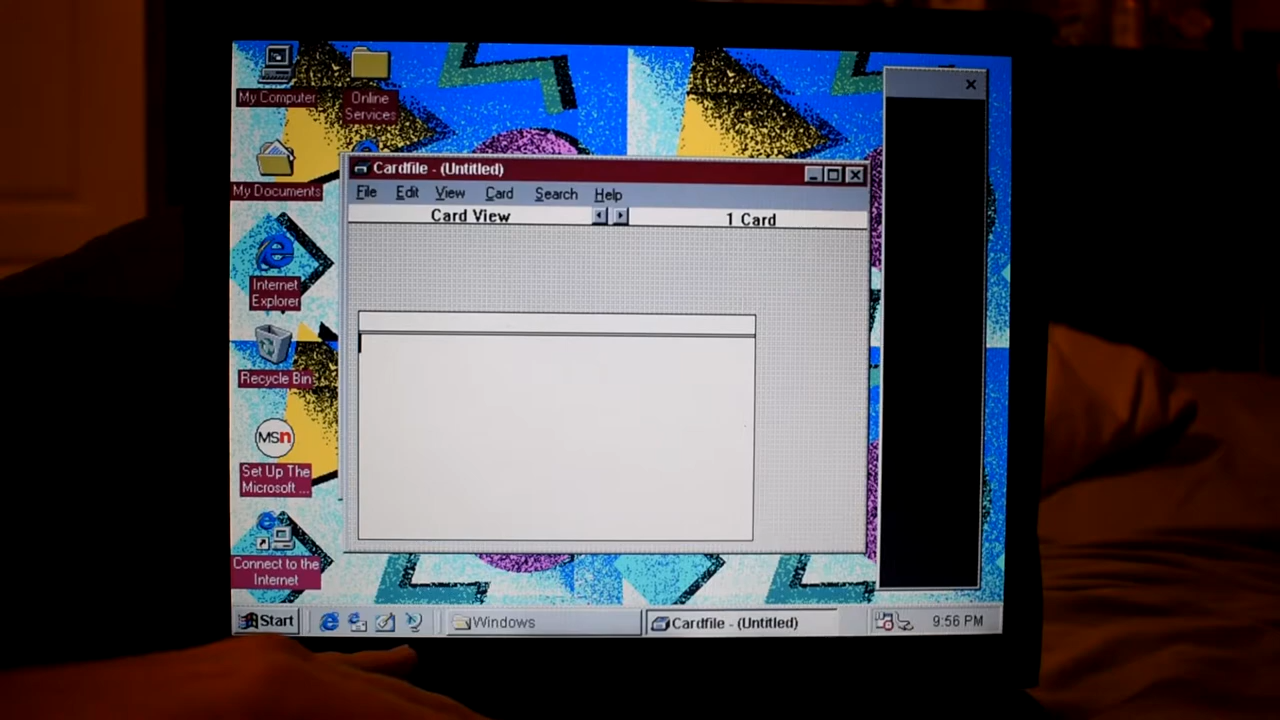 My Computer
Online
Services
My Documents
Internet
Explorer
Recycle Bin
MSN
Set Up The
Microsoft ...
Connect to the
Internet
Cardfile - (Untitled)
File Edit View Card Search Help
Card View
1 Card
Start
Windows
Cardfile - (Untitled)
9:56 PM